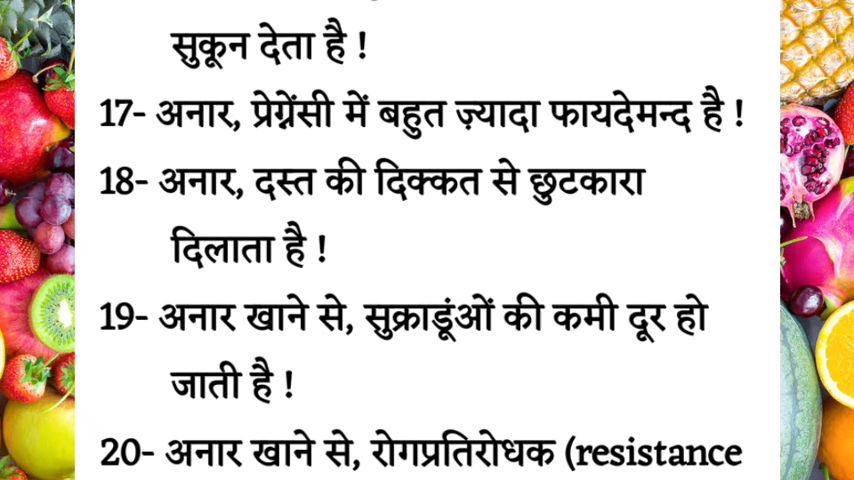 सुकून देता है !
17- अनार, प्रेग्नेंसी में बहुत ज़्यादा फायदेमन्द है !
18- अनार, दस्त की दिक्कत से छुटकारा
दिलाता है !
19- अनार खाने से, सुक्राडूंओं की कमी दूर हो
जाती है !
20- अनार खाने से, रोगप्रतिरोधक (resistance